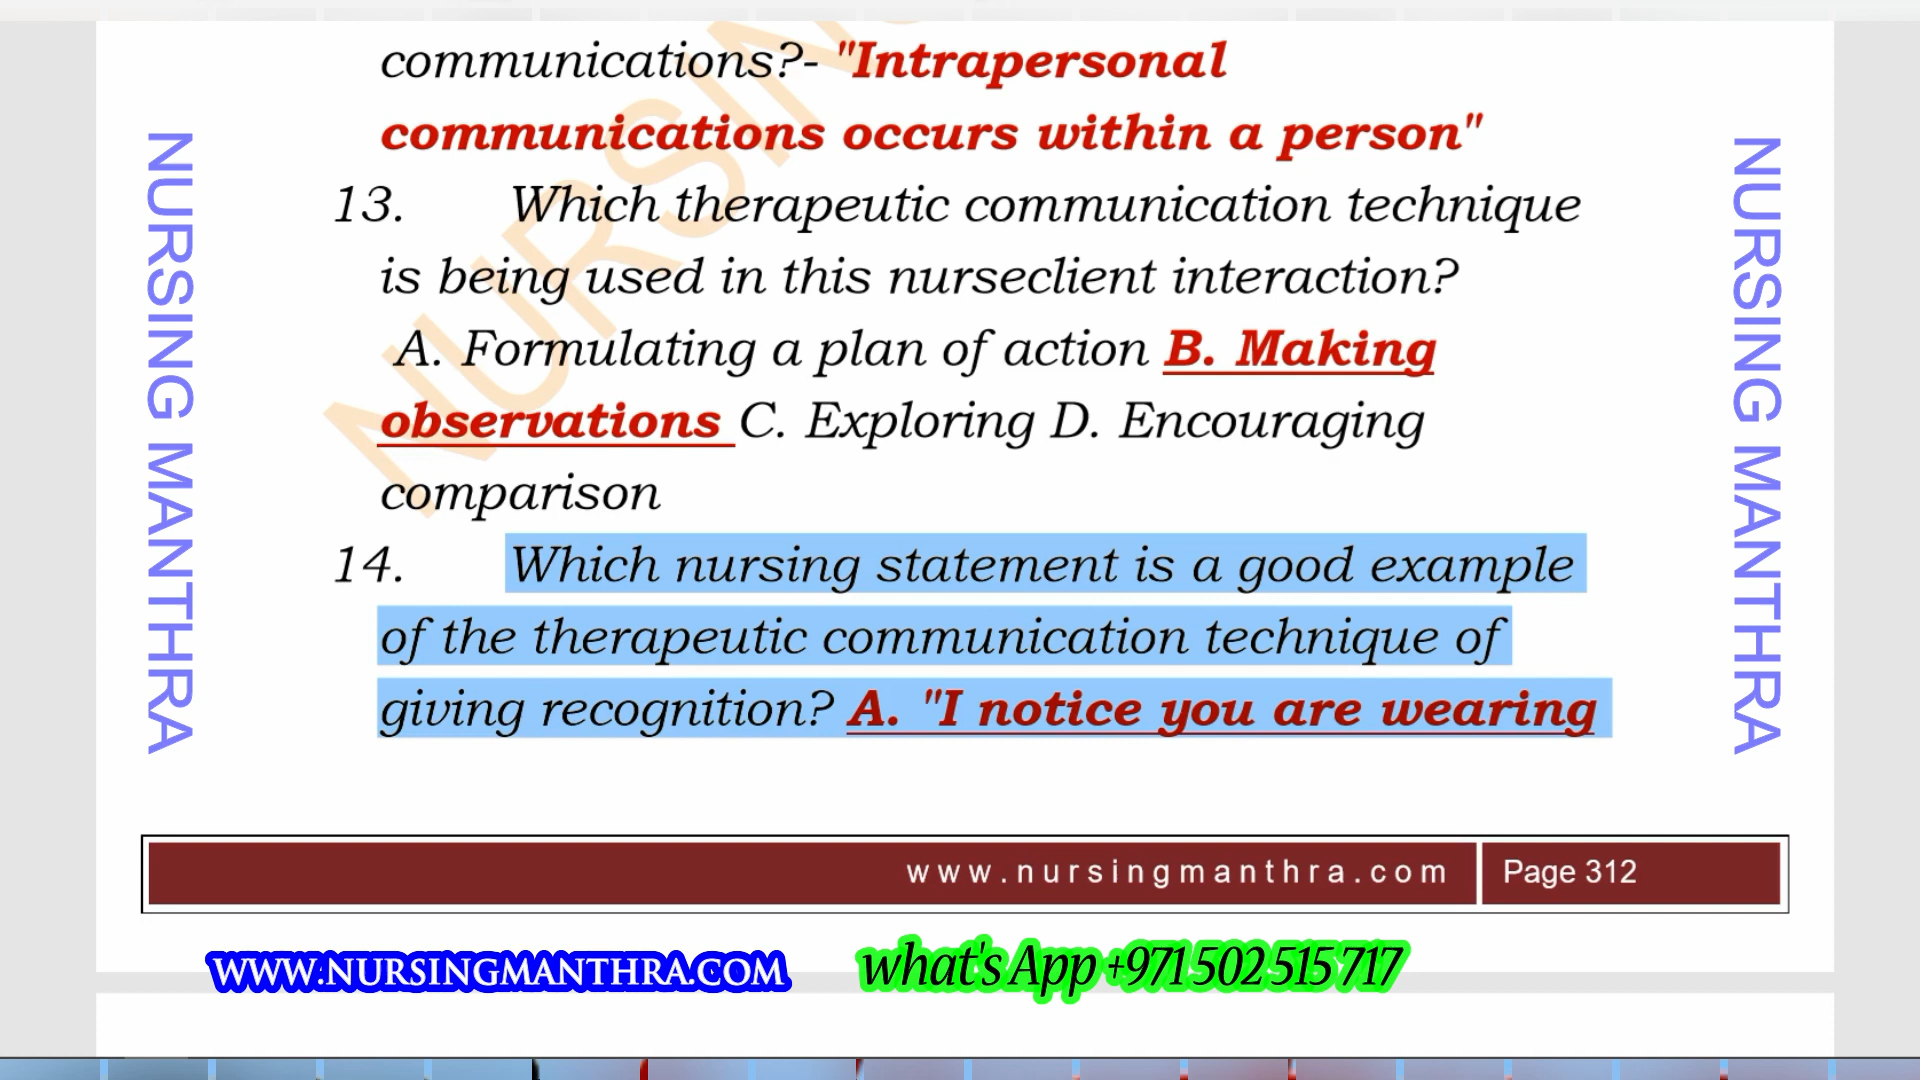 communications?- "Intrapersonal
communications occurs within a person"
13. Which therapeutic communication technique
is being used in this nurseclient interaction?
A. Formulating a plan of action B. Making
observations C. Exploring D. Encouraging
comparison
14. Which nursing statement is a good example
of the therapeutic communication technique of
giving recognition? A. "I notice you are wearing
NURSING MANTHRA
NURSING MANTHRA
NURSING
www.nursingmanthra.com Page 312
WWW.NURSINGMANTHRA.COM what's App +971 502 515 717